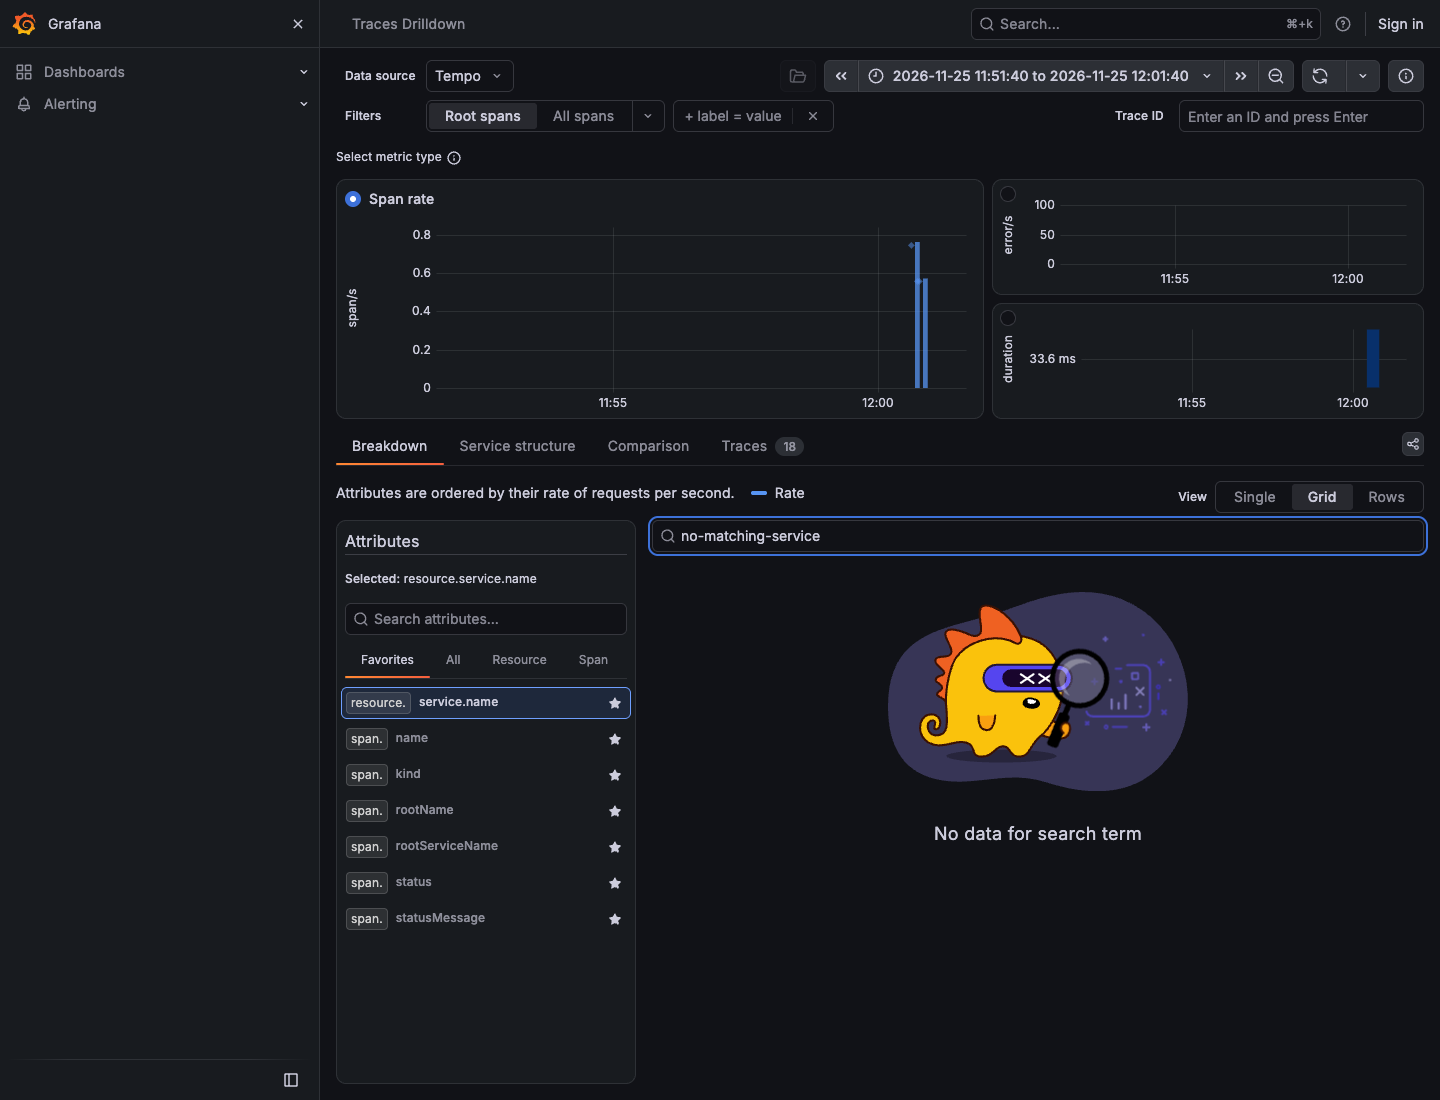 Grafana
Traces Drilldown
Search...
⌘+k
Sign in
Dashboards
Alerting
Data source
Tempo
2026-11-25 11:51:40 to 2026-11-25 12:01:40
Filters
Root spans
All spans
+ label = value
Trace ID
Enter an ID and press Enter
Select metric type
Span rate
span/s
0.8
0.6
0.4
0.2
0
11:55
12:00
error/s
100
50
0
11:55
12:00
duration
33.6 ms
11:55
12:00
Breakdown
Service structure
Comparison
Traces 18
Attributes are ordered by their rate of requests per second.
Rate
View
Single
Grid
Rows
Attributes
Selected: resource.service.name
Search attributes...
Favorites
All
Resource
Span
resource. service.name
span. name
span. kind
span. rootName
span. rootServiceName
span. status
span. statusMessage
no-matching-service
No data for search term